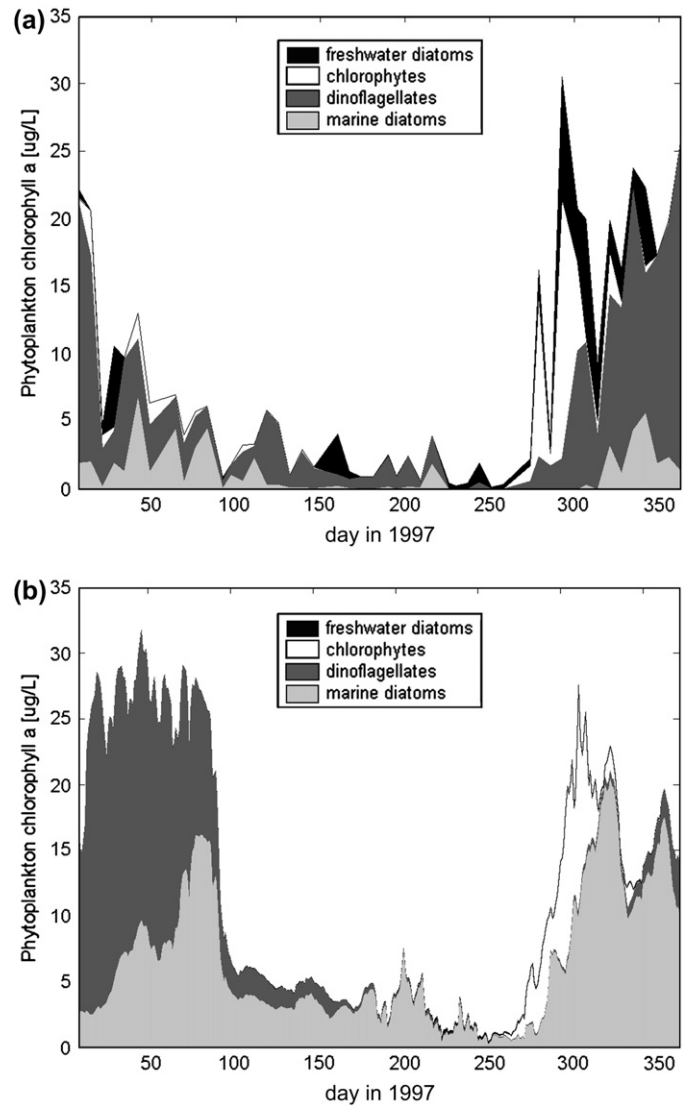 (a)
35
30
25
20
15
10
5
0
Phytoplankton chlorophyll a [ug/L]
freshwater diatoms
chlorophytes
dinoflagellates
marine diatoms
50 100 150 200 250 300 350
day in 1997
(b)
35
30
25
20
15
10
5
0
Phytoplankton chlorophyll a [ug/L]
freshwater diatoms
chlorophytes
dinoflagellates
marine diatoms
50 100 150 200 250 300 350
day in 1997